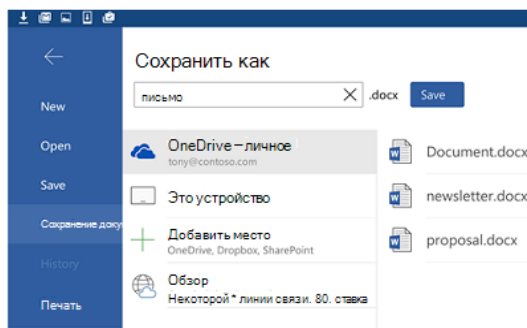 Сохранить как
письмо
.docx
Save
New
Open
Save
Сохранение доку
History
Печать
OneDrive – личное
tony@contoso.com
Это устройство
Добавить место
OneDrive, Dropbox, SharePoint
Обзор
Некоторой * линии связи. 80. ставка
Document.docx
newsletter.docx
proposal.docx